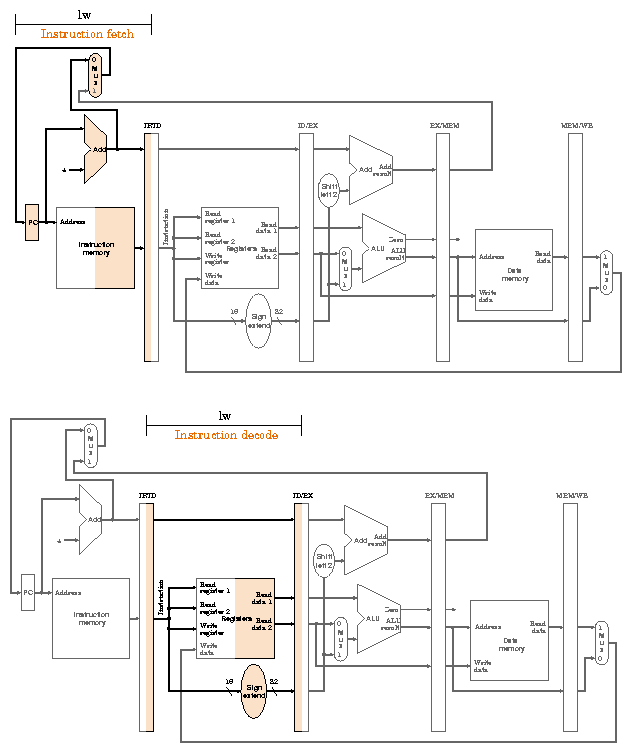 lw
Instruction fetch
0
M
u
x
1
IF/ID
ID/EX
EX/MEM
MEM/WB
Add
4
Add
Add
result
Shift
left 2
PC
Address
Instruction
memory
Instruction
Read
register 1
Read
data 1
Read
register 2
Registers
Read
data 2
Write
register
Write
data
0
M
u
x
1
Zero
ALU
ALU
result
Address
Read
data
Data
memory
Write
data
1
M
u
x
0
16
Sign
extend
32
lw
Instruction decode
0
M
u
x
1
IF/ID
ID/EX
EX/MEM
MEM/WB
Add
4
Add
Add
result
Shift
left 2
PC
Address
Instruction
memory
Instruction
Read
register 1
Read
data 1
Read
register 2
Registers
Read
data 2
Write
register
Write
data
0
M
u
x
1
Zero
ALU
ALU
result
Address
Read
data
Data
memory
Write
data
1
M
u
x
0
16
Sign
extend
32